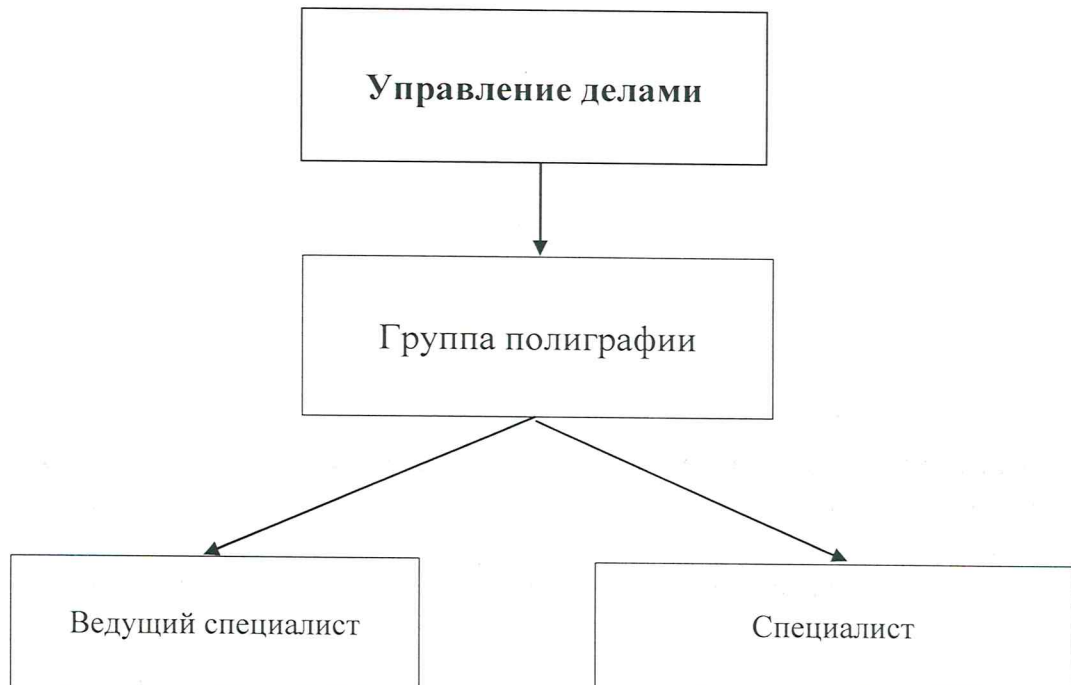 Управление делами
Группа полиграфии
Ведущий специалист
Специалист